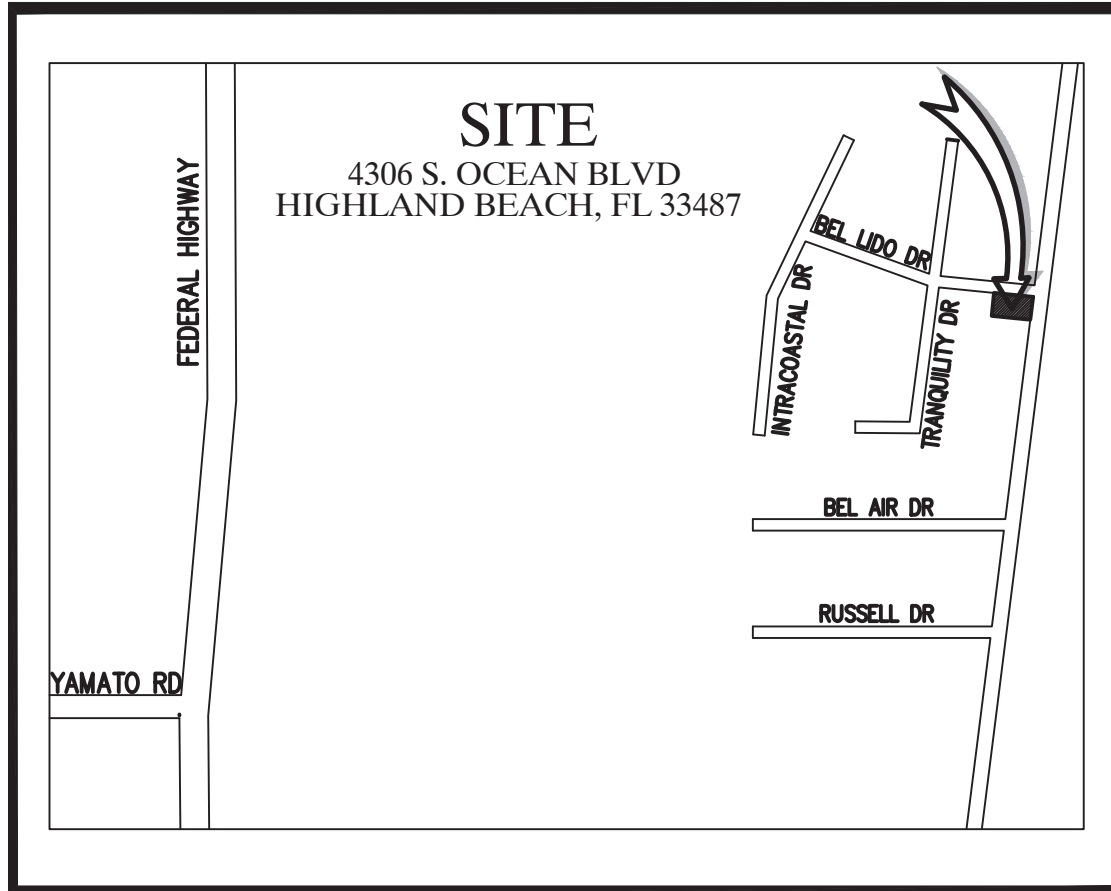 SITE
4306 S. OCEAN BLVD
HIGHLAND BEACH, FL 33487
FEDERAL HIGHWAY
BEL LIDO DR
INTRACOASTAL DR
TRANQUILITY DR
BEL AIR DR
RUSSELL DR
YAMATO RD